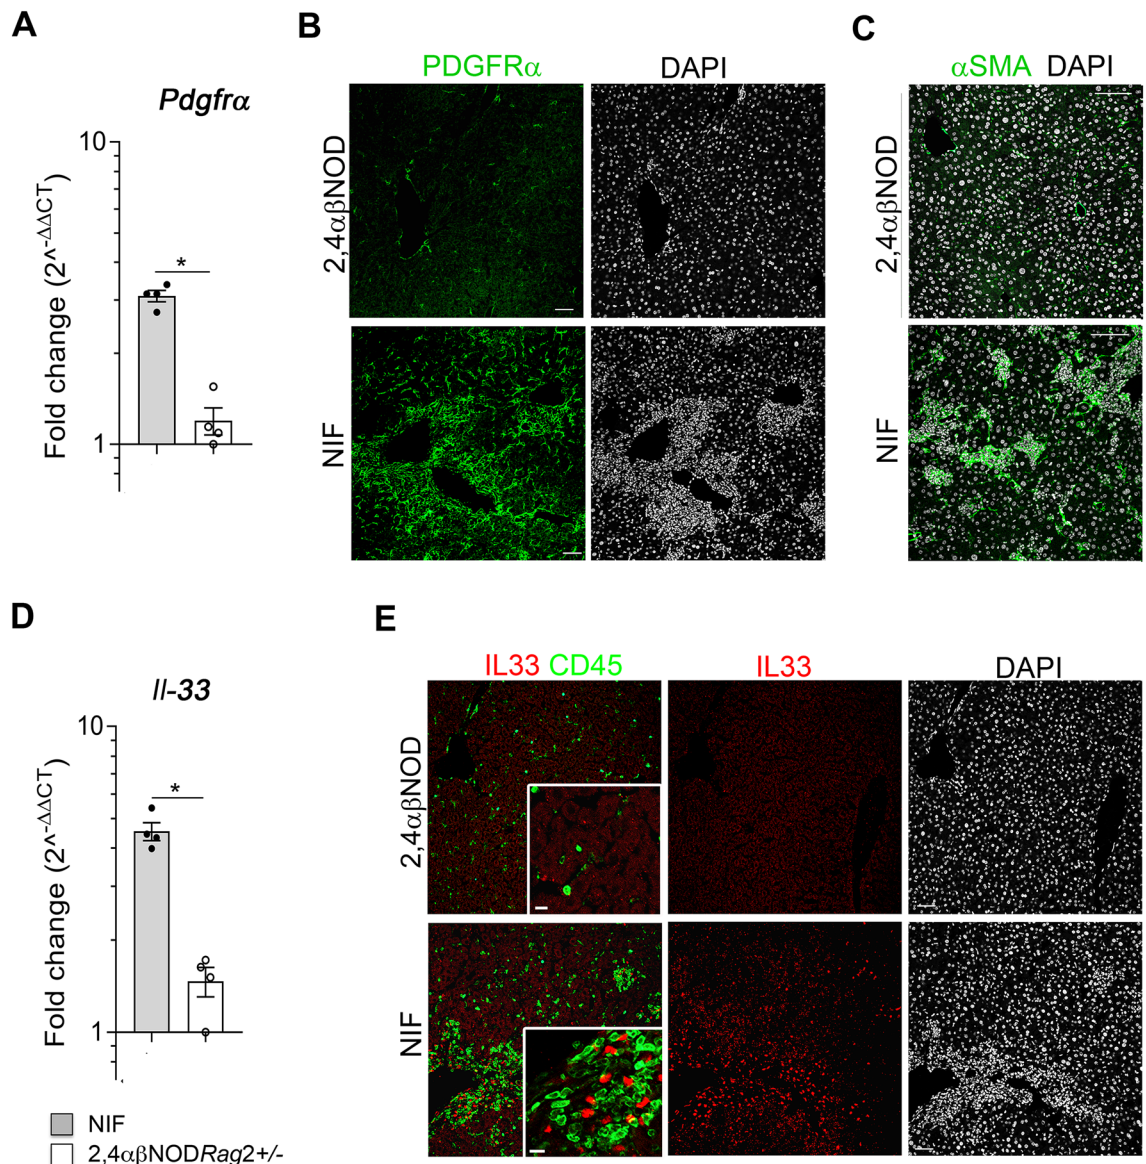 A
Pdgfrα
Fold change (2^-ΔΔCT)
10
1
*
B
PDGFRα
DAPI
2,4αβNOD
NIF
C
αSMA DAPI
2,4αβNOD
NIF
D
Il-33
Fold change (2^-ΔΔCT)
10
1
*
NIF
2,4αβNODRag2+/-
E
IL33 CD45
IL33
DAPI
2,4αβNOD
NIF